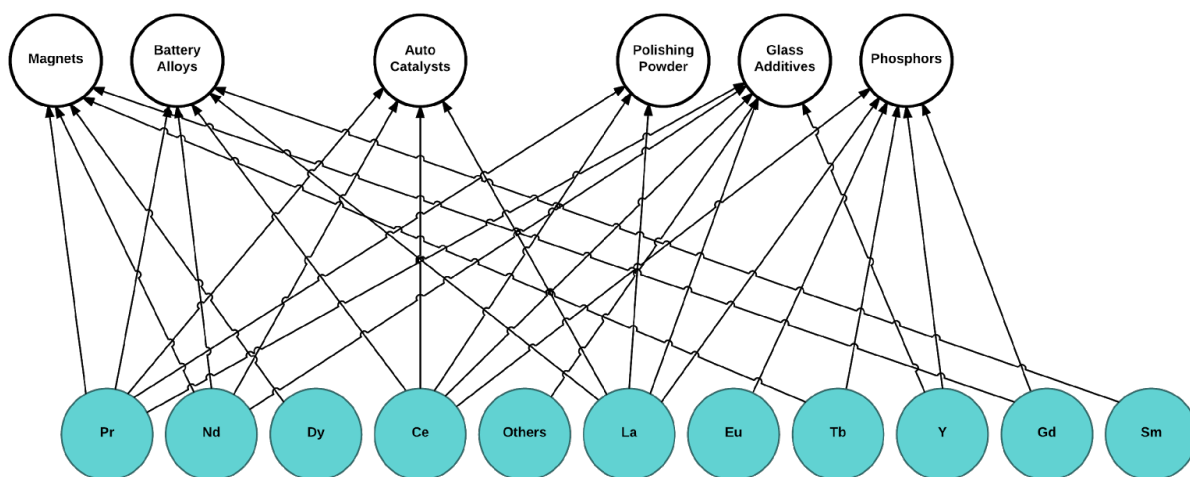 Magnets
Battery
Alloys
Auto
Catalysts
Polishing
Powder
Glass
Additives
Phosphors
Pr
Nd
Dy
Ce
Others
La
Eu
Tb
Y
Gd
Sm